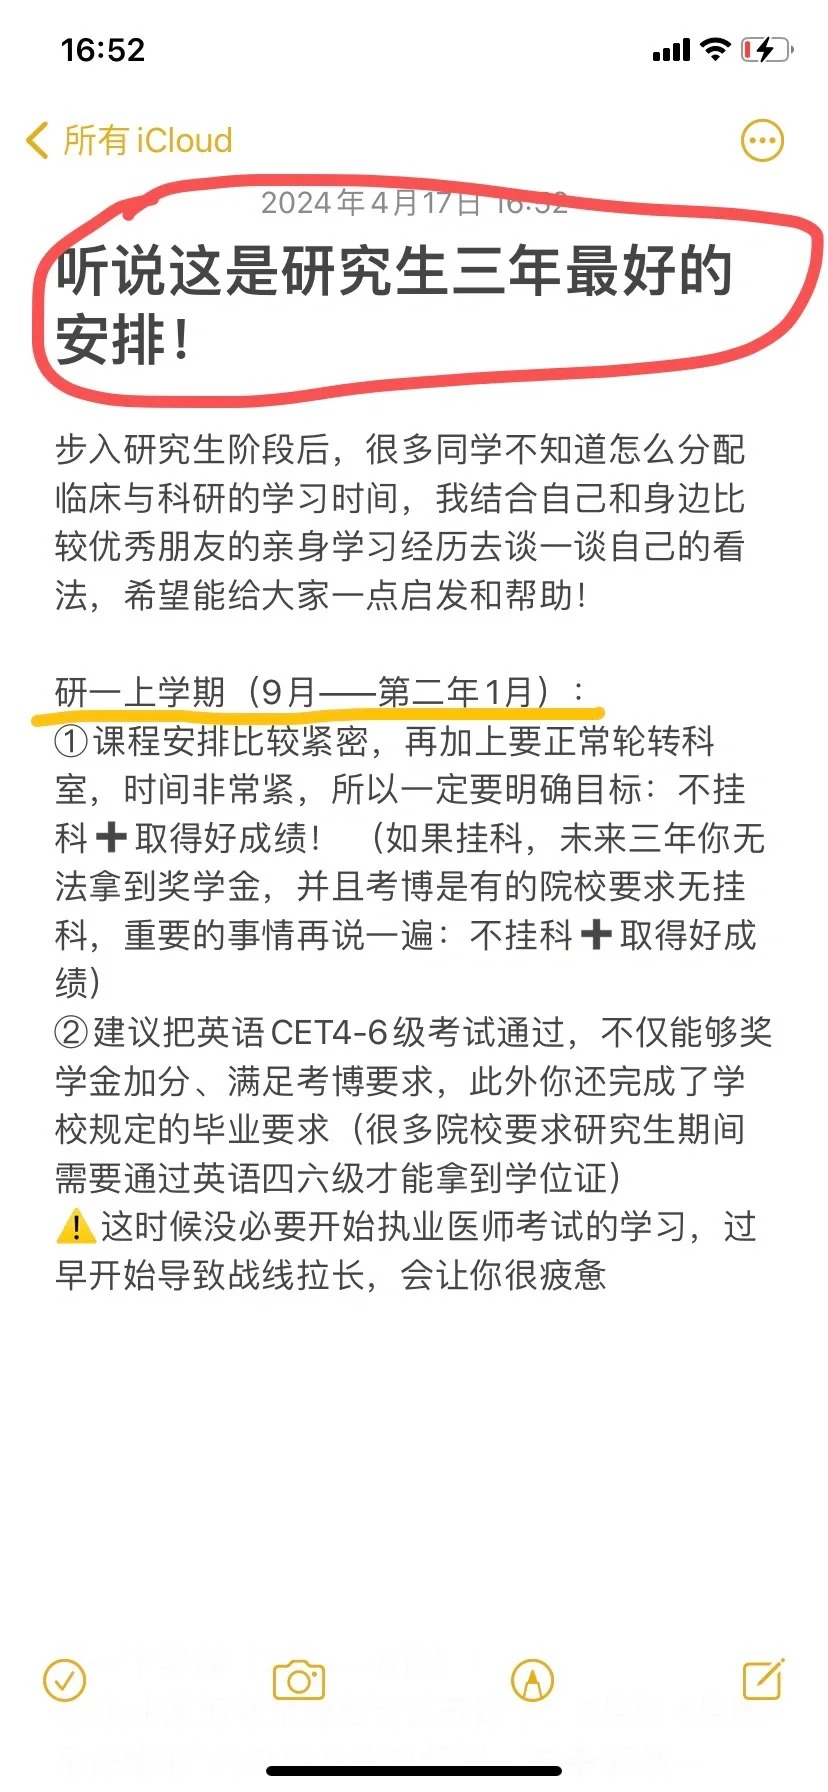 16:52
所有 iCloud
2024年4月17日 16:52
听说这是研究生三年最好的
安排！
步入研究生阶段后，很多同学不知道怎么分配
临床与科研的学习时间，我结合自己和身边比
较优秀朋友的亲身学习经历去谈一谈自己的看
法，希望能给大家一点启发和帮助！
研一上学期（9月——第二年1月）：
①课程安排比较紧密，再加上要正常轮转科
室，时间非常紧，所以一定要明确目标：不挂
科➕取得好成绩！（如果挂科，未来三年你无
法拿到奖学金，并且考博是有的院校要求无挂
科，重要的事情再说一遍：不挂科➕取得好成
绩）
②建议把英语CET4-6级考试通过，不仅能够奖
学金加分、满足考博要求，此外你还完成了学
校规定的毕业要求（很多院校要求研究生期间
需要通过英语四六级才能拿到学位证）
⚠️这时候没必要开始执业医师考试的学习，过
早开始导致战线拉长，会让你很疲惫